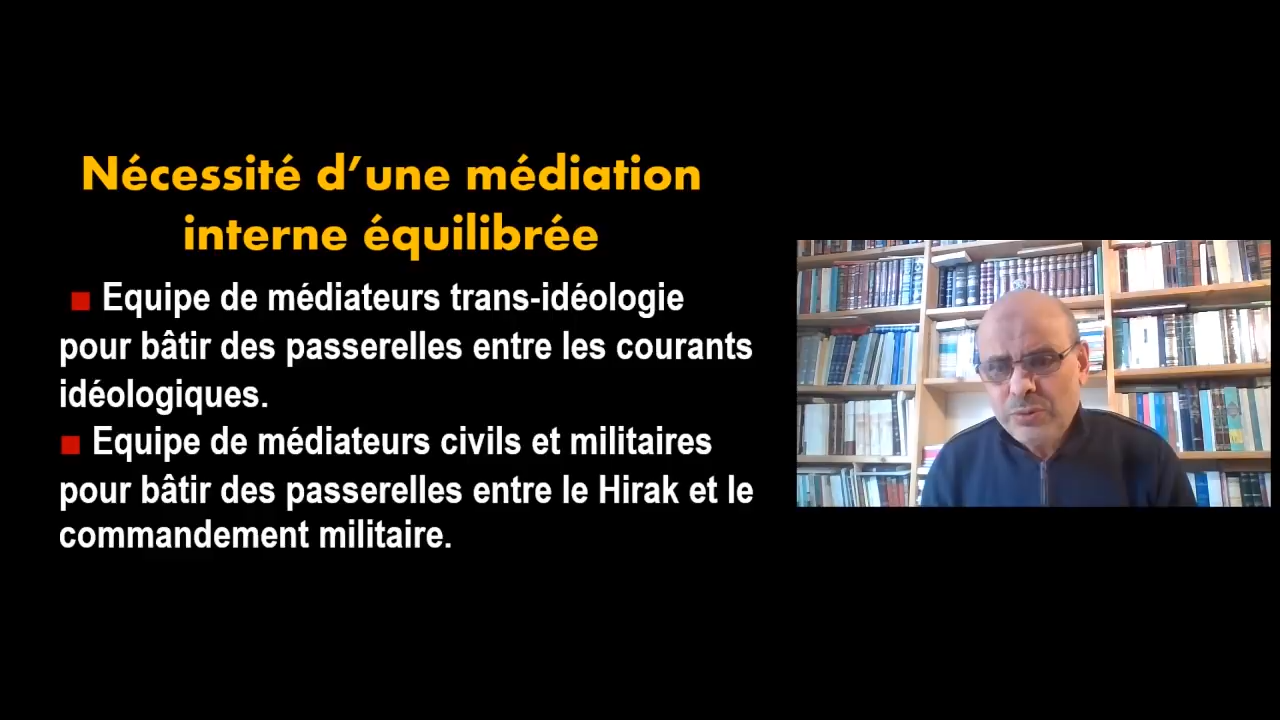 Nécessité d’une médiation
interne équilibrée
■ Equipe de médiateurs trans-idéologie
pour bâtir des passerelles entre les courants
idéologiques.
■ Equipe de médiateurs civils et militaires
pour bâtir des passerelles entre le Hirak et le
commandement militaire.